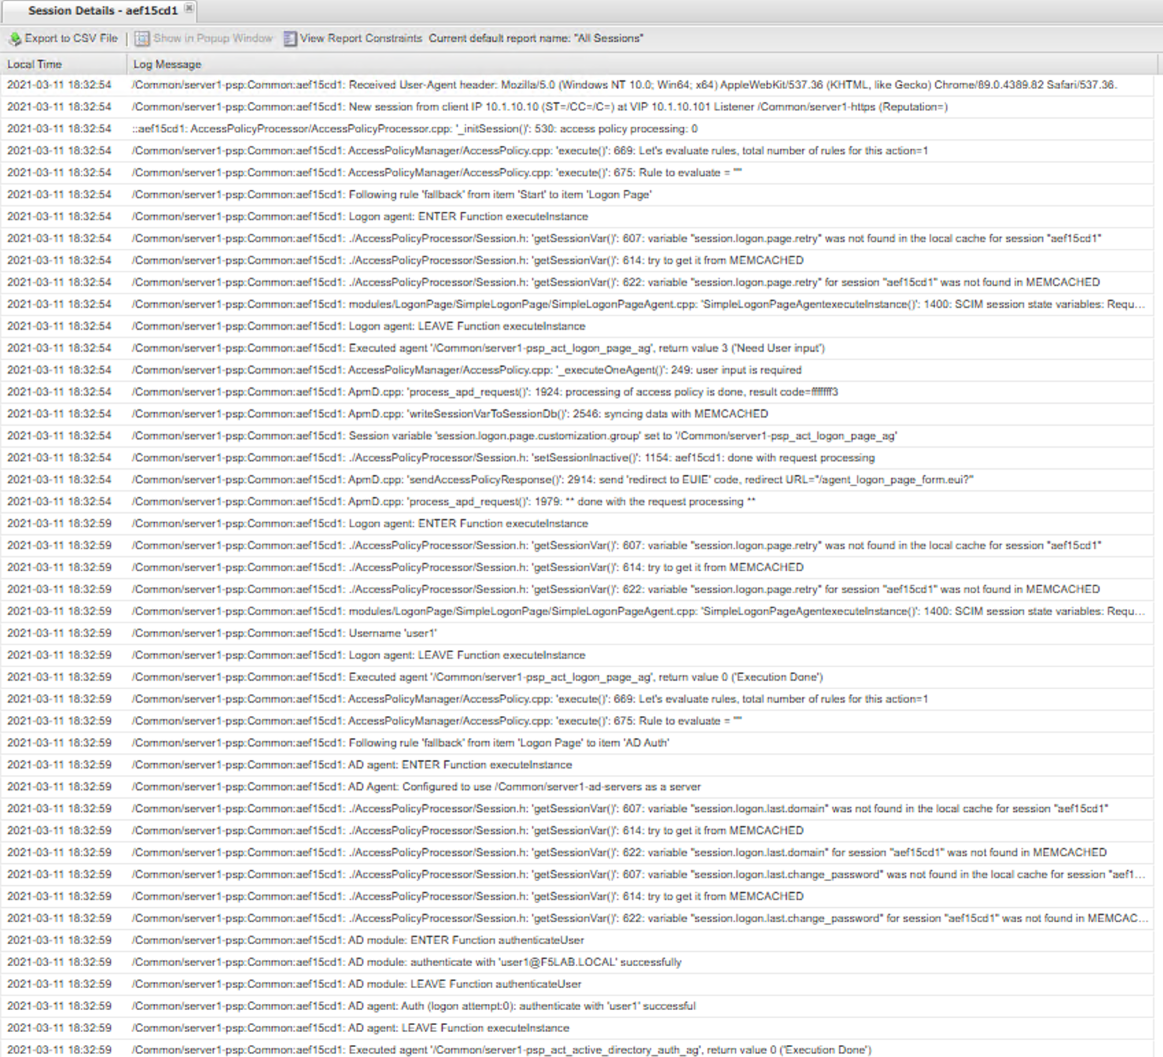 Session Details - aef15cd1
Export to CSV File | Show in Popup Window View Report Constraints Current default report name: "All Sessions"
Local Time Log Message
2021-03-11 18:32:54 /Common/server1-psp:Common:aef15cd1: Received User-Agent header: Mozilla/5.0 (Windows NT 10.0; Win64; x64) AppleWebKit/537.36 (KHTML, like Gecko) Chrome/89.0.4389.82 Safari/537.36.
2021-03-11 18:32:54 /Common/server1-psp:Common:aef15cd1: New session from client IP 10.1.10.10 (ST=/CC=/C=) at VIP 10.1.10.101 Listener /Common/server1-https (Reputation=)
2021-03-11 18:32:54 ::aef15cd1: AccessPolicyProcessor/AccessPolicyProcessor.cpp: '_initSession()': 530: access policy processing: 0
2021-03-11 18:32:54 /Common/server1-psp:Common:aef15cd1: AccessPolicyManager/AccessPolicy.cpp: 'execute()': 669: Let's evaluate rules, total number of rules for this action=1
2021-03-11 18:32:54 /Common/server1-psp:Common:aef15cd1: AccessPolicyManager/AccessPolicy.cpp: 'execute()': 675: Rule to evaluate = ""
2021-03-11 18:32:54 /Common/server1-psp:Common:aef15cd1: Following rule 'fallback' from item 'Start' to item 'Logon Page'
2021-03-11 18:32:54 /Common/server1-psp:Common:aef15cd1: Logon agent: ENTER Function executeInstance
2021-03-11 18:32:54 /Common/server1-psp:Common:aef15cd1: ./AccessPolicyProcessor/Session.h: 'getSessionVar()': 607: variable "session.logon.page.retry" was not found in the local cache for session "aef15cd1"
2021-03-11 18:32:54 /Common/server1-psp:Common:aef15cd1: ./AccessPolicyProcessor/Session.h: 'getSessionVar()': 614: try to get it from MEMCACHED
2021-03-11 18:32:54 /Common/server1-psp:Common:aef15cd1: ./AccessPolicyProcessor/Session.h: 'getSessionVar()': 622: variable "session.logon.page.retry" for session "aef15cd1" was not found in MEMCACHED
2021-03-11 18:32:54 /Common/server1-psp:Common:aef15cd1: modules/LogonPage/SimpleLogonPage/SimpleLogonPageAgent.cpp: 'SimpleLogonPageAgentexecuteInstance()': 1400: SCIM session state variables: Requ...
2021-03-11 18:32:54 /Common/server1-psp:Common:aef15cd1: Logon agent: LEAVE Function executeInstance
2021-03-11 18:32:54 /Common/server1-psp:Common:aef15cd1: Executed agent '/Common/server1-psp_act_logon_page_ag', return value 3 ('Need User input')
2021-03-11 18:32:54 /Common/server1-psp:Common:aef15cd1: AccessPolicyManager/AccessPolicy.cpp: '_executeOneAgent()': 249: user input is required
2021-03-11 18:32:54 /Common/server1-psp:Common:aef15cd1: ApmD.cpp: 'process_apd_request()': 1924: processing of access policy is done, result code=fffffff3
2021-03-11 18:32:54 /Common/server1-psp:Common:aef15cd1: ApmD.cpp: 'writeSessionVarToSessionDb()': 2546: syncing data with MEMCACHED
2021-03-11 18:32:54 /Common/server1-psp:Common:aef15cd1: Session variable 'session.logon.page.customization.group' set to '/Common/server1-psp_act_logon_page_ag'
2021-03-11 18:32:54 /Common/server1-psp:Common:aef15cd1: ./AccessPolicyProcessor/Session.h: 'setSessionInactive()': 1154: aef15cd1: done with request processing
2021-03-11 18:32:54 /Common/server1-psp:Common:aef15cd1: ApmD.cpp: 'sendAccessPolicyResponse()': 2914: send 'redirect to EUIE' code, redirect URL="/agent_logon_page_form.eui?"
2021-03-11 18:32:54 /Common/server1-psp:Common:aef15cd1: ApmD.cpp: 'process_apd_request()': 1979: ** done with the request processing **
2021-03-11 18:32:59 /Common/server1-psp:Common:aef15cd1: Logon agent: ENTER Function executeInstance
2021-03-11 18:32:59 /Common/server1-psp:Common:aef15cd1: ./AccessPolicyProcessor/Session.h: 'getSessionVar()': 607: variable "session.logon.page.retry" was not found in the local cache for session "aef15cd1"
2021-03-11 18:32:59 /Common/server1-psp:Common:aef15cd1: ./AccessPolicyProcessor/Session.h: 'getSessionVar()': 614: try to get it from MEMCACHED
2021-03-11 18:32:59 /Common/server1-psp:Common:aef15cd1: ./AccessPolicyProcessor/Session.h: 'getSessionVar()': 622: variable "session.logon.page.retry" for session "aef15cd1" was not found in MEMCACHED
2021-03-11 18:32:59 /Common/server1-psp:Common:aef15cd1: modules/LogonPage/SimpleLogonPage/SimpleLogonPageAgent.cpp: 'SimpleLogonPageAgentexecuteInstance()': 1400: SCIM session state variables: Requ...
2021-03-11 18:32:59 /Common/server1-psp:Common:aef15cd1: Username 'user1'
2021-03-11 18:32:59 /Common/server1-psp:Common:aef15cd1: Logon agent: LEAVE Function executeInstance
2021-03-11 18:32:59 /Common/server1-psp:Common:aef15cd1: Executed agent '/Common/server1-psp_act_logon_page_ag', return value 0 ('Execution Done')
2021-03-11 18:32:59 /Common/server1-psp:Common:aef15cd1: AccessPolicyManager/AccessPolicy.cpp: 'execute()': 669: Let's evaluate rules, total number of rules for this action=1
2021-03-11 18:32:59 /Common/server1-psp:Common:aef15cd1: AccessPolicyManager/AccessPolicy.cpp: 'execute()': 675: Rule to evaluate = ""
2021-03-11 18:32:59 /Common/server1-psp:Common:aef15cd1: Following rule 'fallback' from item 'Logon Page' to item 'AD Auth'
2021-03-11 18:32:59 /Common/server1-psp:Common:aef15cd1: AD agent: ENTER Function executeInstance
2021-03-11 18:32:59 /Common/server1-psp:Common:aef15cd1: AD Agent: Configured to use /Common/server1-ad-servers as a server
2021-03-11 18:32:59 /Common/server1-psp:Common:aef15cd1: ./AccessPolicyProcessor/Session.h: 'getSessionVar()': 607: variable "session.logon.last.domain" was not found in the local cache for session "aef15cd1"
2021-03-11 18:32:59 /Common/server1-psp:Common:aef15cd1: ./AccessPolicyProcessor/Session.h: 'getSessionVar()': 614: try to get it from MEMCACHED
2021-03-11 18:32:59 /Common/server1-psp:Common:aef15cd1: ./AccessPolicyProcessor/Session.h: 'getSessionVar()': 622: variable "session.logon.last.domain" for session "aef15cd1" was not found in MEMCACHED
2021-03-11 18:32:59 /Common/server1-psp:Common:aef15cd1: ./AccessPolicyProcessor/Session.h: 'getSessionVar()': 607: variable "session.logon.last.change_password" was not found in the local cache for session "aef1...
2021-03-11 18:32:59 /Common/server1-psp:Common:aef15cd1: ./AccessPolicyProcessor/Session.h: 'getSessionVar()': 614: try to get it from MEMCACHED
2021-03-11 18:32:59 /Common/server1-psp:Common:aef15cd1: ./AccessPolicyProcessor/Session.h: 'getSessionVar()': 622: variable "session.logon.last.change_password" for session "aef15cd1" was not found in MEMCAC...
2021-03-11 18:32:59 /Common/server1-psp:Common:aef15cd1: AD module: ENTER Function authenticateUser
2021-03-11 18:32:59 /Common/server1-psp:Common:aef15cd1: AD module: authenticate with 'user1@F5LAB.LOCAL' successfully
2021-03-11 18:32:59 /Common/server1-psp:Common:aef15cd1: AD module: LEAVE Function authenticateUser
2021-03-11 18:32:59 /Common/server1-psp:Common:aef15cd1: AD agent: Auth (logon attempt:0): authenticate with 'user1' successful
2021-03-11 18:32:59 /Common/server1-psp:Common:aef15cd1: AD agent: LEAVE Function executeInstance
2021-03-11 18:32:59 /Common/server1-psp:Common:aef15cd1: Executed agent '/Common/server1-psp_act_active_directory_auth_ag', return value 0 ('Execution Done')